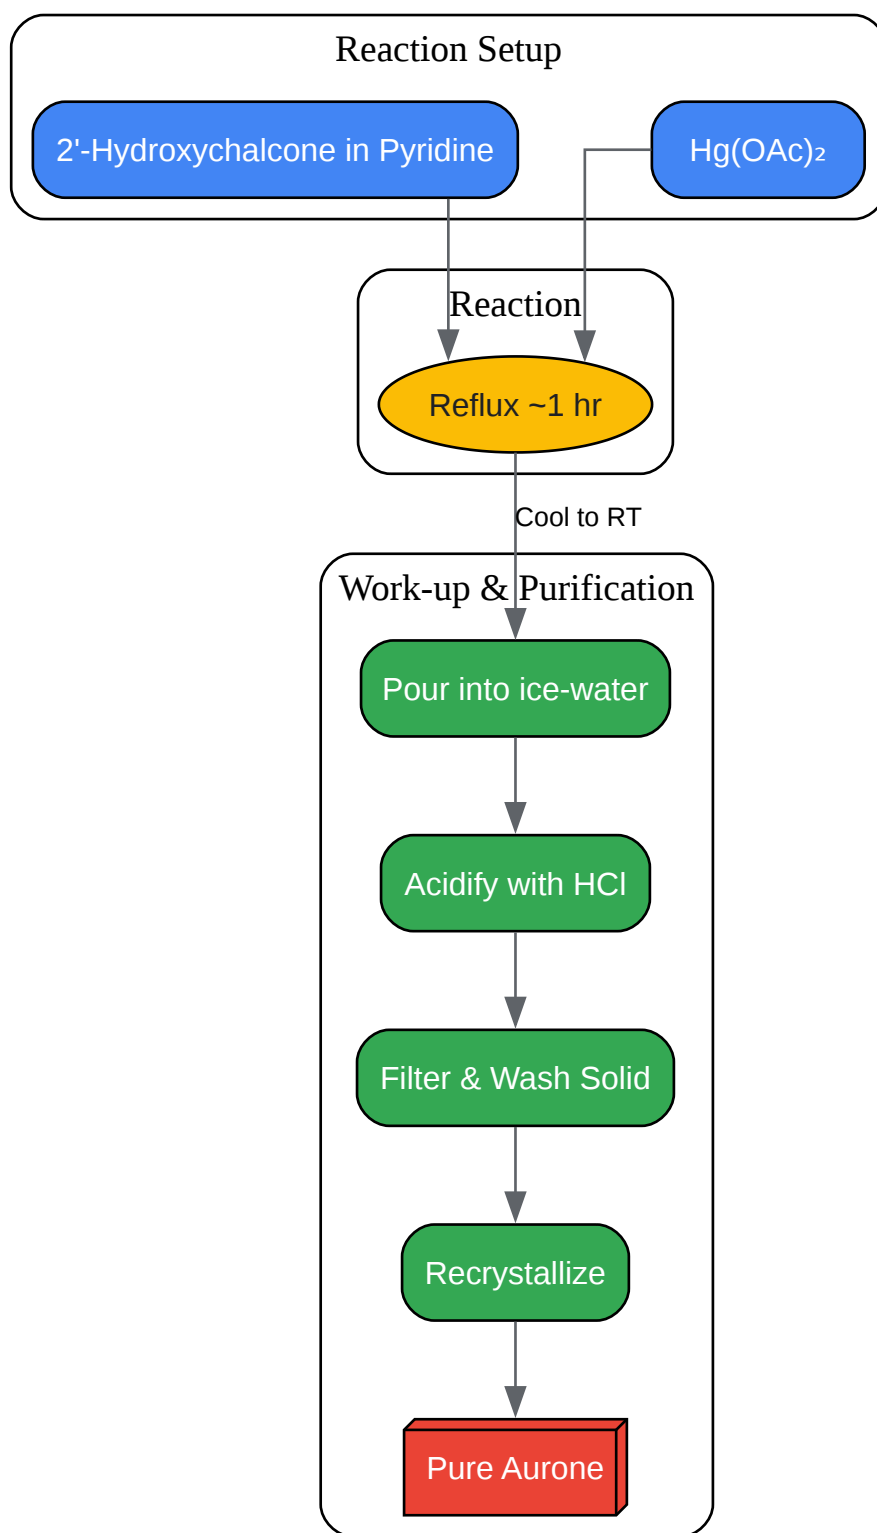 Reaction Setup
2'-Hydroxychalcone in Pyridine
Hg(OAc)₂
Reaction
Reflux ~1 hr
Cool to RT
Work-up & Purification
Pour into ice-water
Acidify with HCl
Filter & Wash Solid
Recrystallize
Pure Aurone